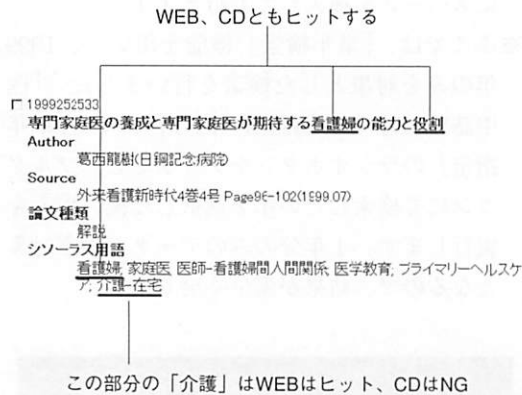 WEB、CDともヒットする
1999252533
専門家庭医の養成と専門家庭医が期待する看護婦の能力と役割
Author
葛西龍樹(日鋼記念病院)
Source
外来看護新時代4巻4号 Page96-102(1999.07)
論文種類
解説
シソーラス用語
看護婦; 家庭医; 医師-看護婦間人間関係; 医学教育; プライマリーヘルスケ
ア; 介護-在宅
この部分の「介護」はWEBはヒット、CDはNG